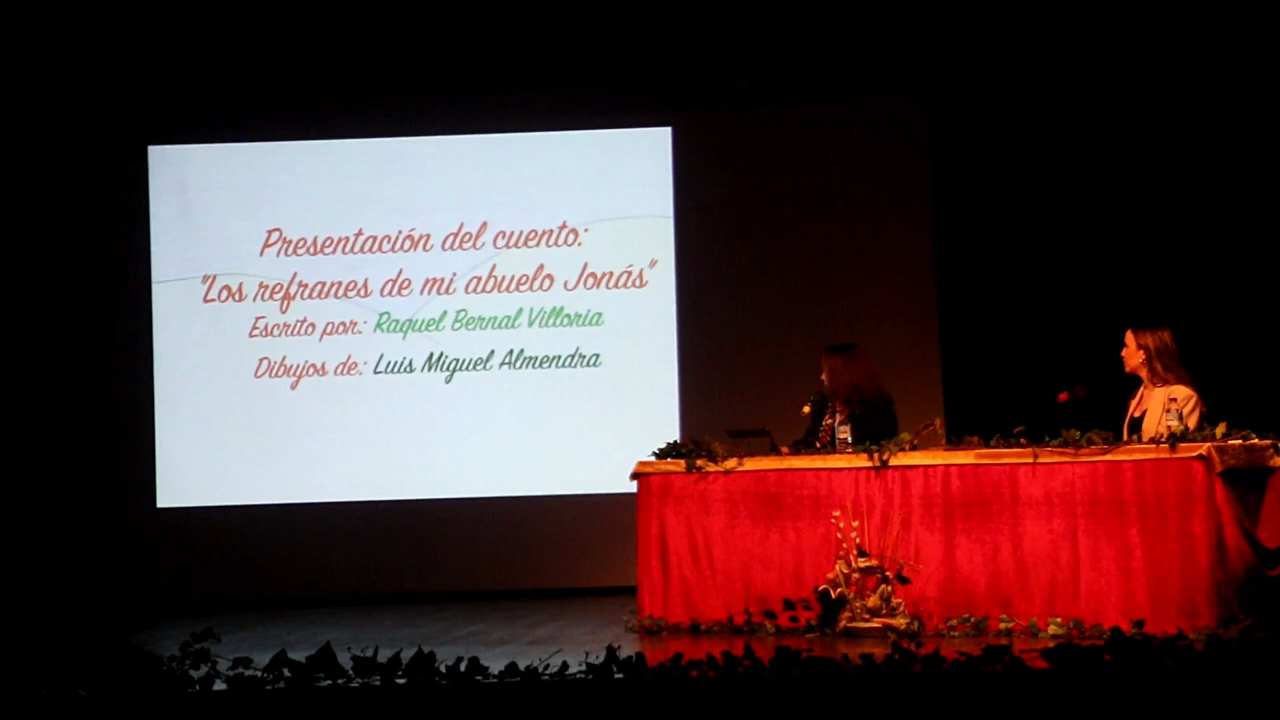 Presentación del cuento:
"Los refranes de mi abuelo Jonás"
Escrito por: Raquel Bernal Villoria
Dibujos de: Luis Miguel Almendra